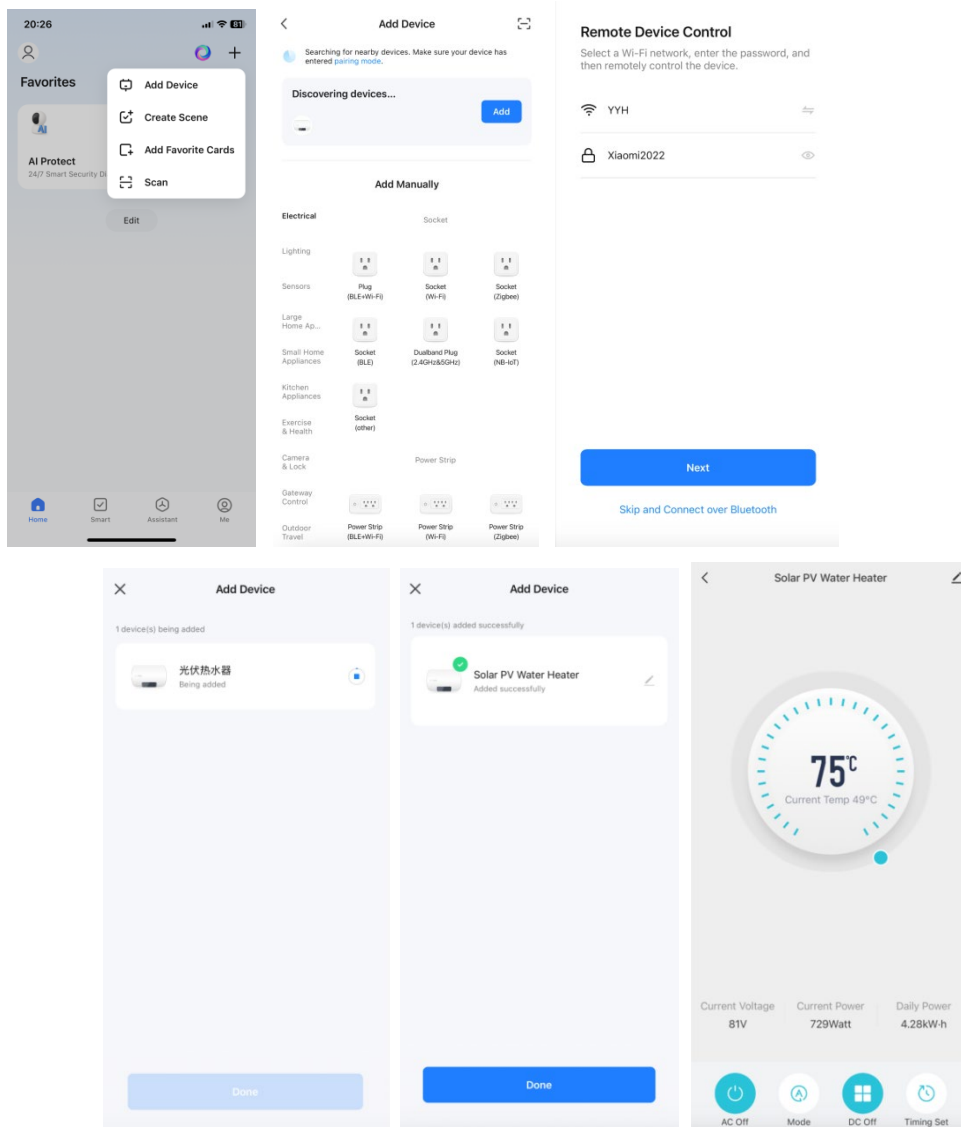 20:26
81
Favorites
Add Device
Create Scene
Add Favorite Cards
Scan
AI
AI Protect
24/7 Smart Security Di
Edit
Home
Smart
Assistant
Me
Add Device
Searching for nearby devices. Make sure your device has
entered pairing mode.
Discovering devices...
Add
Add Manually
Electrical
Socket
Lighting
Sensors
Large
Home Ap...
Small Home
Appliances
Kitchen
Appliances
Exercise
& Health
Camera
& Lock
Gateway
Control
Outdoor
Travel
Plug
(BLE+Wi-Fi)
Socket
(Wi-Fi)
Socket
(Zigbee)
Socket
(BLE)
Dualband Plug
(2.4GHz&5GHz)
Socket
(NB-IoT)
Socket
(other)
Power Strip
Power Strip
(BLE+Wi-Fi)
Power Strip
(Wi-Fi)
Power Strip
(Zigbee)
Remote Device Control
Select a Wi-Fi network, enter the password, and
then remotely control the device.
YYH
Xiaomi2022
Next
Skip and Connect over Bluetooth
Add Device
1 device(s) being added
光伏热水器
Being added
Done
Add Device
1 device(s) added successfully
Solar PV Water Heater
Added successfully
Done
Solar PV Water Heater
75°C
Current Temp 49°C
Current Voltage
81V
Current Power
729Watt
Daily Power
4.28kW·h
AC Off
Mode
DC Off
Timing Set